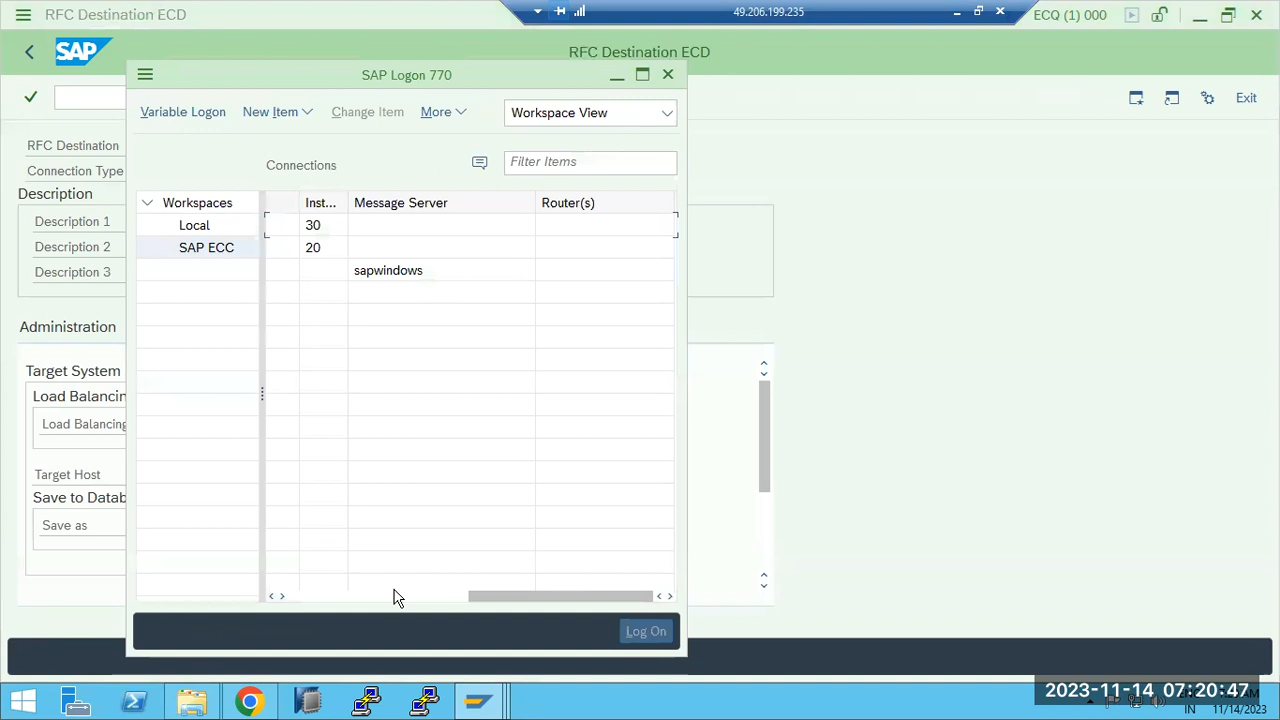 RFC Destination ECD
49.206.199.235
ECQ (1) 000
SAP
RFC Destination ECD
SAP Logon 770
Variable Logon New Item Change Item More Workspace View
Exit
RFC Destination
Connection Type
Description
Description 1
Description 2
Description 3
Connections
Filter Items
Workspaces Inst... Message Server Router(s)
Local 30
SAP ECC 20
sapwindows
Administration
Target System
Load Balancin
Load Balancing
Target Host
Save to Datab
Save as
Log On
2023-11-14 07:20:47
IN 11/14/2023